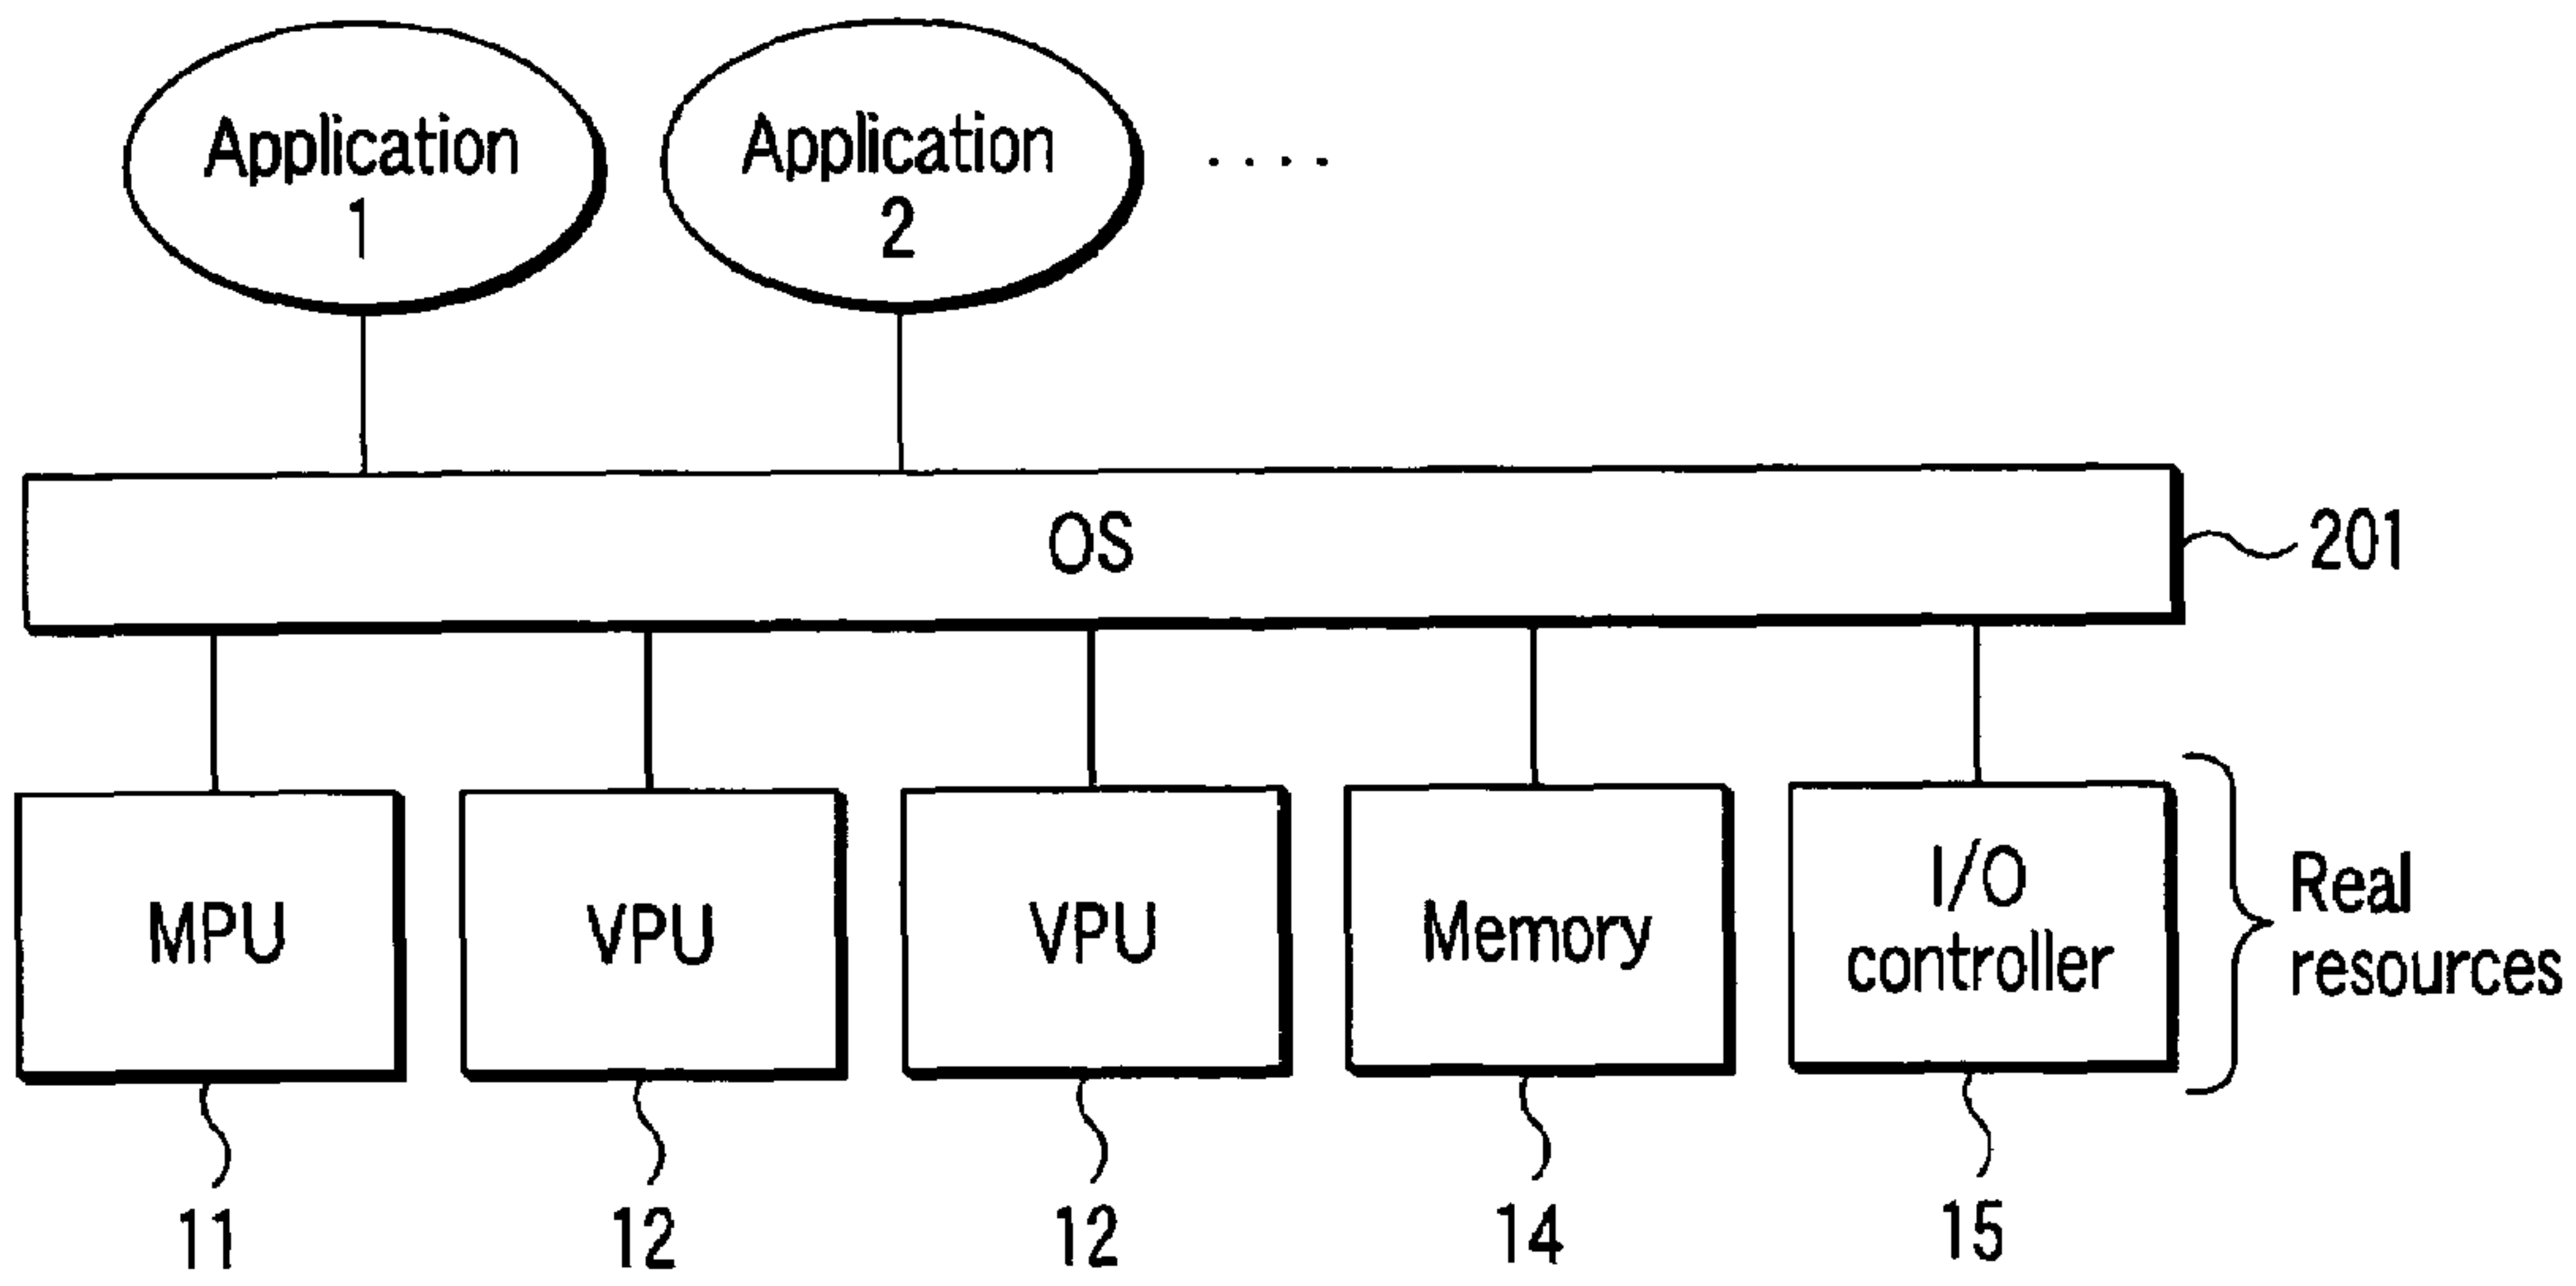 Application
1
Application
2
....
OS
201
MPU
VPU
VPU
Memory
I/O
controller
Real
resources
11
12
12
14
15